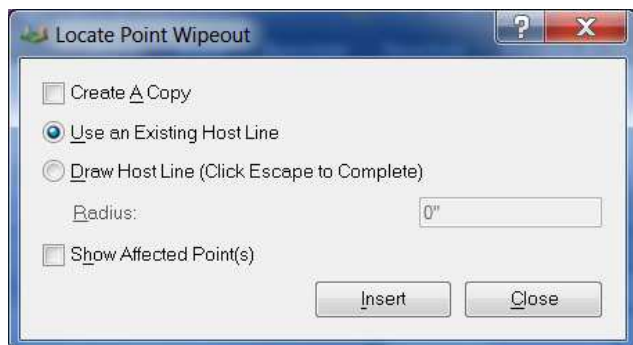 Locate Point Wipeout
?
X
Create A Copy
Use an Existing Host Line
Draw Host Line (Click Escape to Complete)
Radius: 0"
Show Affected Point(s)
Insert Close